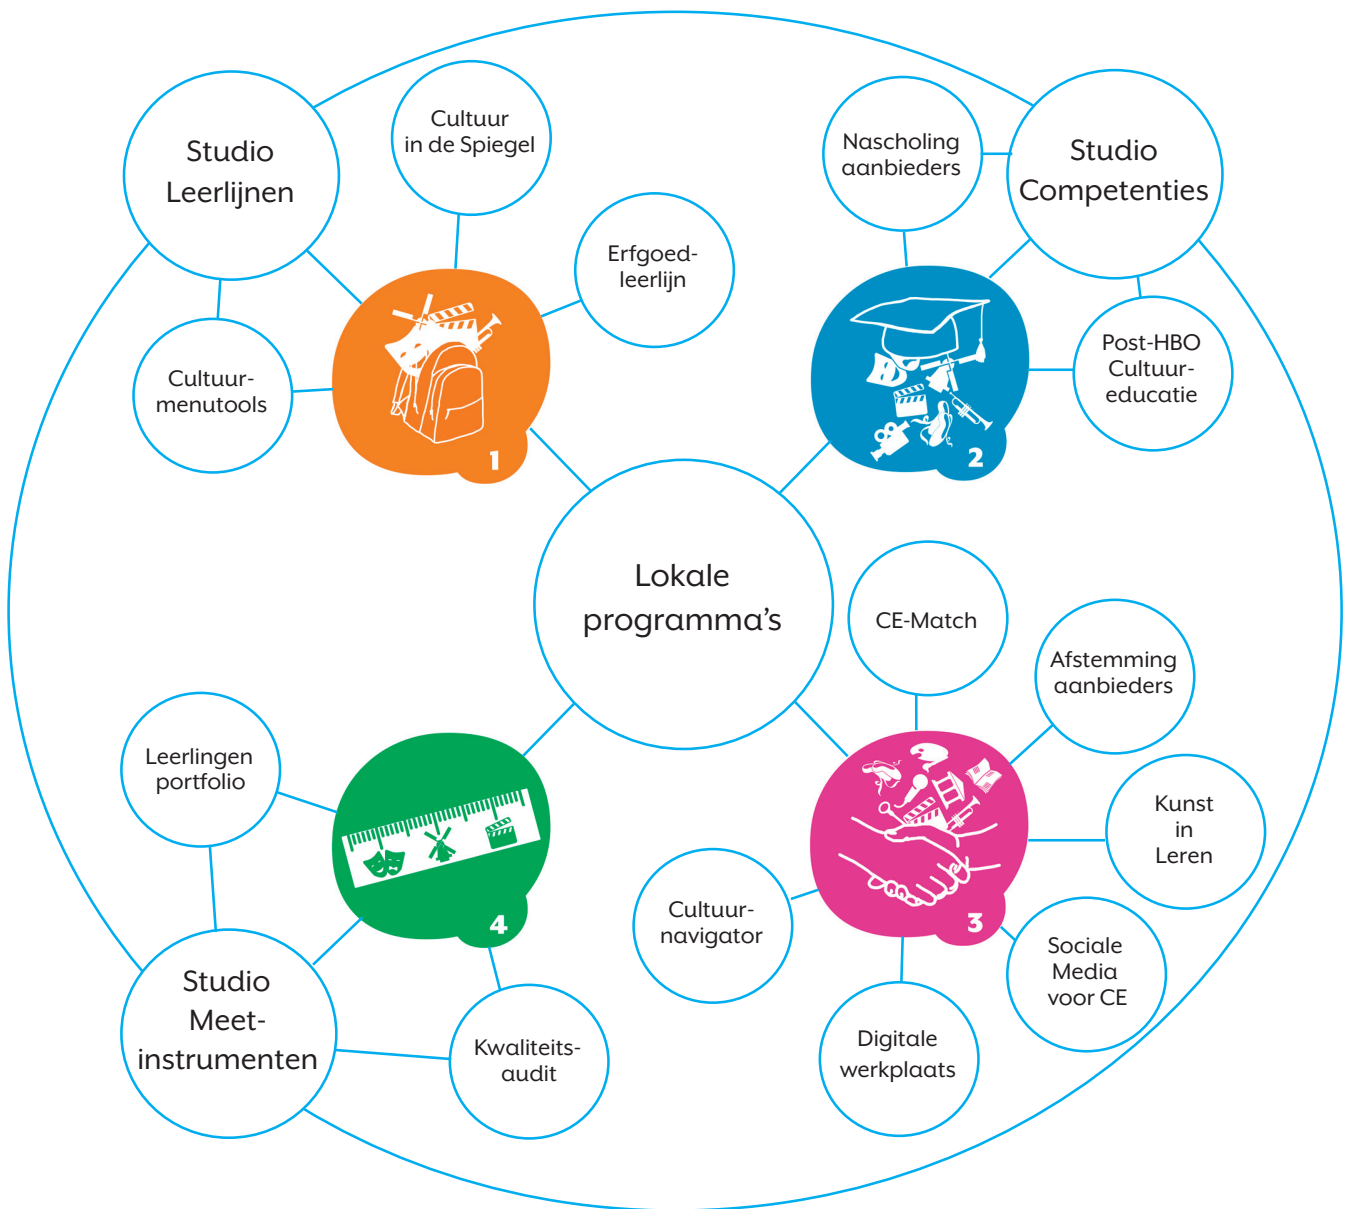 Studio
Leerlijnen
Cultuur
in de Spiegel
Erfgoed-
leerlijn
Cultuur-
menutools
1
Nascholing
aanbieders
Studio
Competenties
Post-HBO
Cultuur-
educatie
2
Lokale
programma's
CE-Match
Afstemming
aanbieders
Kunst
in
Leren
Sociale
Media
voor CE
Digitale
werkplaats
Cultuur-
navigator
3
Leerlingen
portfolio
4
Studio
Meet-
instrumenten
Kwaliteits-
audit